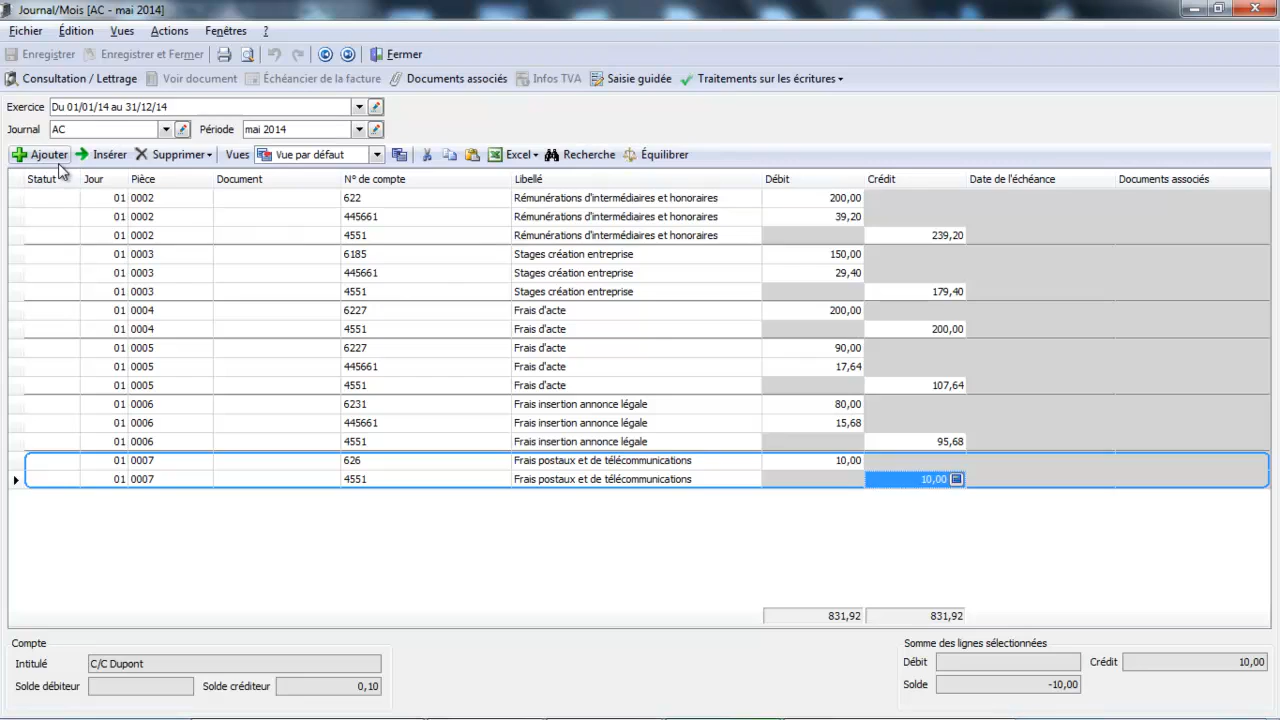 Journal/Mois [AC - mai 2014]
Fichier Édition Vues Actions Fenêtres ?
Enregistrer Enregistrer et Fermer Fermer
Consultation / Lettrage Voir document Échéancier de la facture Documents associés Infos TVA Saisie guidée Traitements sur les écritures
Exercice Du 01/01/14 au 31/12/14
Journal AC Période mai 2014
Ajouter Insérer Supprimer Vues Vue par défaut Excel Recherche Équilibrer
Statut Jour Pièce Document N° de compte Libellé Débit Crédit Date de l'échéance Documents associés
01 0002 622 Rémunérations d'intermédiaires et honoraires 200,00
01 0002 445661 Rémunérations d'intermédiaires et honoraires 39,20
01 0002 4551 Rémunérations d'intermédiaires et honoraires 239,20
01 0003 6185 Stages création entreprise 150,00
01 0003 445661 Stages création entreprise 29,40
01 0003 4551 Stages création entreprise 179,40
01 0004 6227 Frais d'acte 200,00
01 0004 4551 Frais d'acte 200,00
01 0005 6227 Frais d'acte 90,00
01 0005 445661 Frais d'acte 17,64
01 0005 4551 Frais d'acte 107,64
01 0006 6231 Frais insertion annonce légale 80,00
01 0006 445661 Frais insertion annonce légale 15,68
01 0006 4551 Frais insertion annonce légale 95,68
01 0007 626 Frais postaux et de télécommunications 10,00
01 0007 4551 Frais postaux et de télécommunications 10,00
831,92 831,92
Compte Somme des lignes sélectionnées
Intitulé C/C Dupont Débit Crédit 10,00
Solde débiteur Solde créditeur 0,10 Solde -10,00